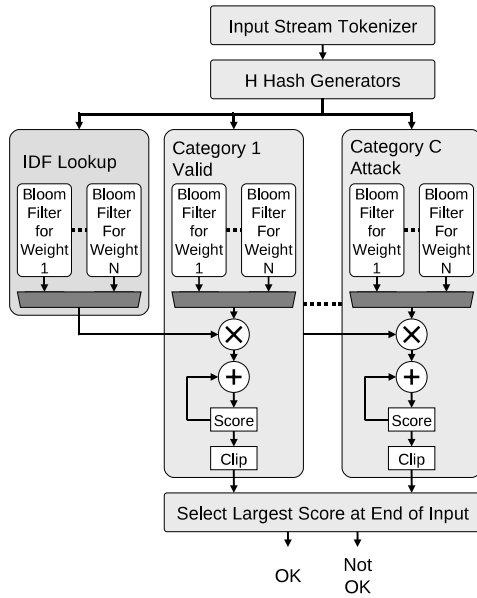 Input Stream Tokenizer
H Hash Generators
IDF Lookup
Bloom
Filter
for
Weight
1
Bloom
Filter
For
Weight
N
Category 1
Valid
Bloom
Filter
for
Weight
1
Bloom
Filter
For
Weight
N
Category C
Attack
Bloom
Filter
for
Weight
1
Bloom
Filter
For
Weight
N
Score
Clip
Score
Clip
Select Largest Score at End of Input
OK
Not
OK